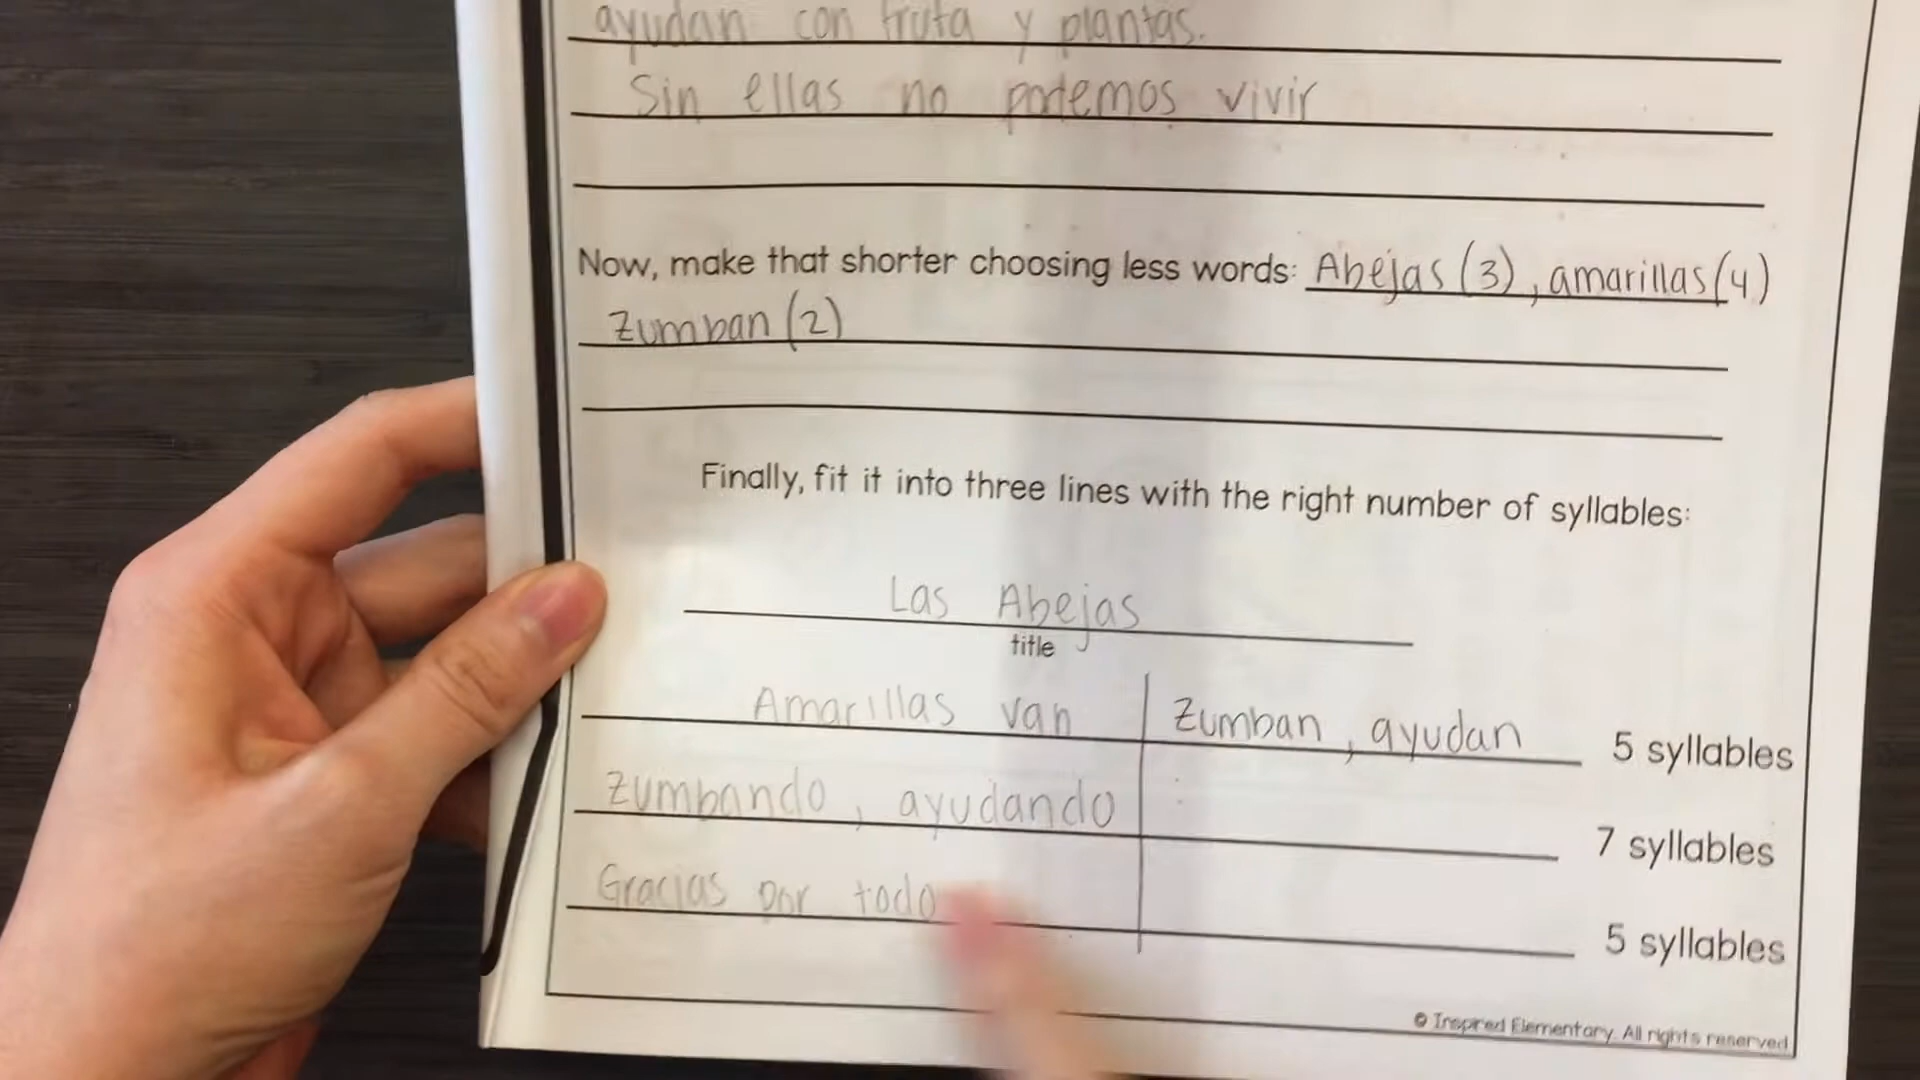 ayudan con fruta y plantas.
Sin ellas no podemos vivir
Now, make that shorter choosing less words: Abejas (3), amarillas (4)
Zumban (2)
Finally, fit it into three lines with the right number of syllables:
Las Abejas
title
Amarillas van Zumban, ayudan 5 syllables
Zumbando, ayudando 7 syllables
Gracias por todo 5 syllables
© Inspired Elementary. All rights reserved.